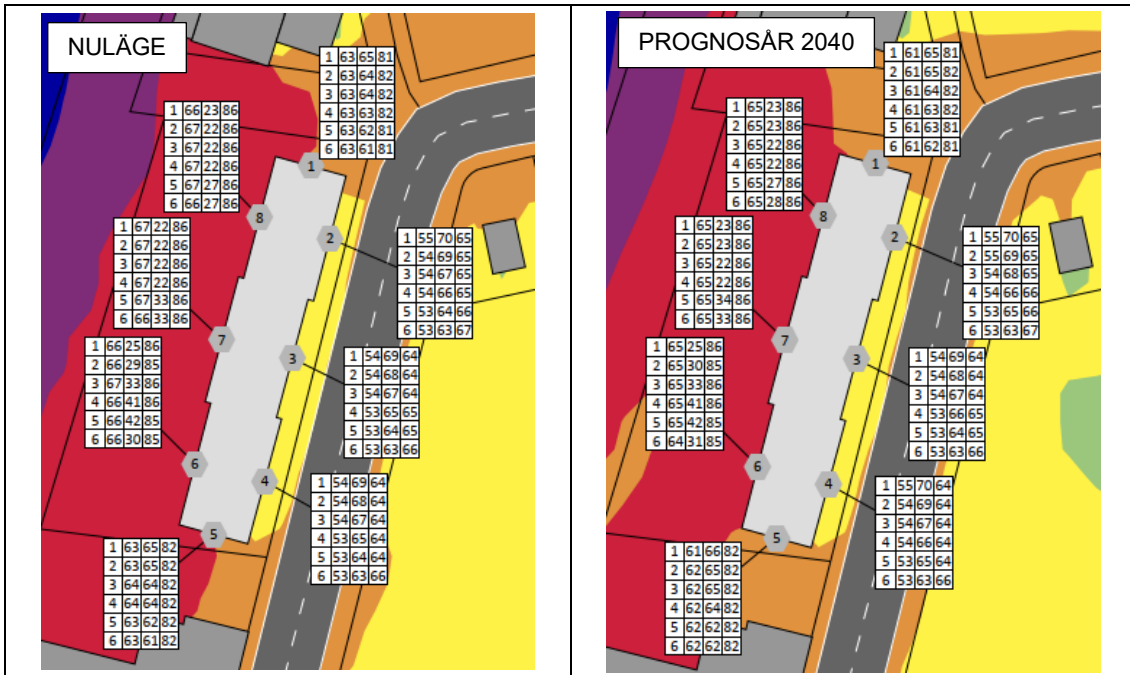 NULÄGE
1 63 65 81
2 63 64 82
3 63 64 82
4 63 63 82
5 63 62 81
6 63 61 81
1 66 23 86
2 67 22 86
3 67 22 86
4 67 22 86
5 67 27 86
6 66 27 86
1
8
2
1 67 22 86
2 67 22 86
3 67 22 86
4 67 22 86
5 67 33 86
6 66 33 86
1 55 70 65
2 54 69 65
3 54 67 65
4 54 66 65
5 53 64 66
6 53 63 67
7
3
1 66 25 86
2 66 29 85
3 67 33 86
4 66 41 86
5 66 42 85
6 66 30 85
1 54 69 64
2 54 68 64
3 54 67 64
4 53 65 65
5 53 64 65
6 53 63 66
6
4
1 54 69 64
2 54 68 64
3 54 67 64
4 53 65 64
5 53 64 64
6 53 63 66
5
1 63 65 82
2 63 65 82
3 64 64 82
4 64 64 82
5 63 62 82
6 63 61 82
PROGNOSÅR 2040
1 61 65 81
2 61 65 82
3 61 64 82
4 61 63 82
5 61 63 81
6 61 62 81
1 65 23 86
2 65 23 86
3 65 22 86
4 65 22 86
5 65 27 86
6 65 28 86
1
8
2
1 65 23 86
2 65 23 86
3 65 22 86
4 65 22 86
5 65 34 86
6 65 33 86
1 55 70 65
2 55 69 65
3 54 68 65
4 54 66 66
5 53 65 66
6 53 63 67
7
3
1 65 25 86
2 65 30 85
3 65 33 86
4 65 41 86
5 65 42 85
6 64 31 85
1 54 69 64
2 54 68 64
3 54 67 64
4 53 66 65
5 53 64 65
6 53 63 66
6
4
1 55 70 64
2 54 69 64
3 54 67 64
4 54 66 64
5 53 65 64
6 53 63 66
5
1 61 66 82
2 62 65 82
3 62 65 82
4 62 64 82
5 62 62 82
6 62 62 82